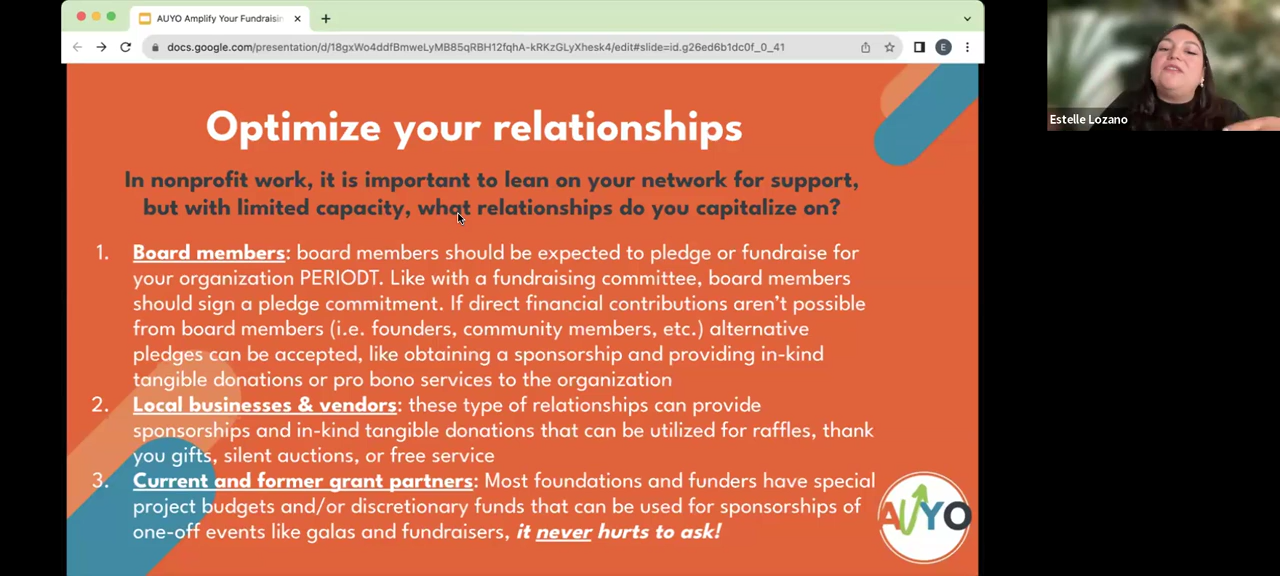 AUYO Amplify Your Fundraisin
docs.google.com/presentation/d/18gxWo4ddfBmweLyMB85qRBH12fqhA-kRKzGLyXhesk4/edit#slide=id.g26ed6b1dc0f_0_41
E
Estelle Lozano
Optimize your relationships
In nonprofit work, it is important to lean on your network for support,
but with limited capacity, what relationships do you capitalize on?
1. Board members: board members should be expected to pledge or fundraise for
your organization PERIODT. Like with a fundraising committee, board members
should sign a pledge commitment. If direct financial contributions aren't possible
from board members (i.e. founders, community members, etc.) alternative
pledges can be accepted, like obtaining a sponsorship and providing in-kind
tangible donations or pro bono services to the organization
2. Local businesses & vendors: these type of relationships can provide
sponsorships and in-kind tangible donations that can be utilized for raffles, thank
you gifts, silent auctions, or free service
3. Current and former grant partners: Most foundations and funders have special
project budgets and/or discretionary funds that can be used for sponsorships of
one-off events like galas and fundraisers, it never hurts to ask!
AUYO